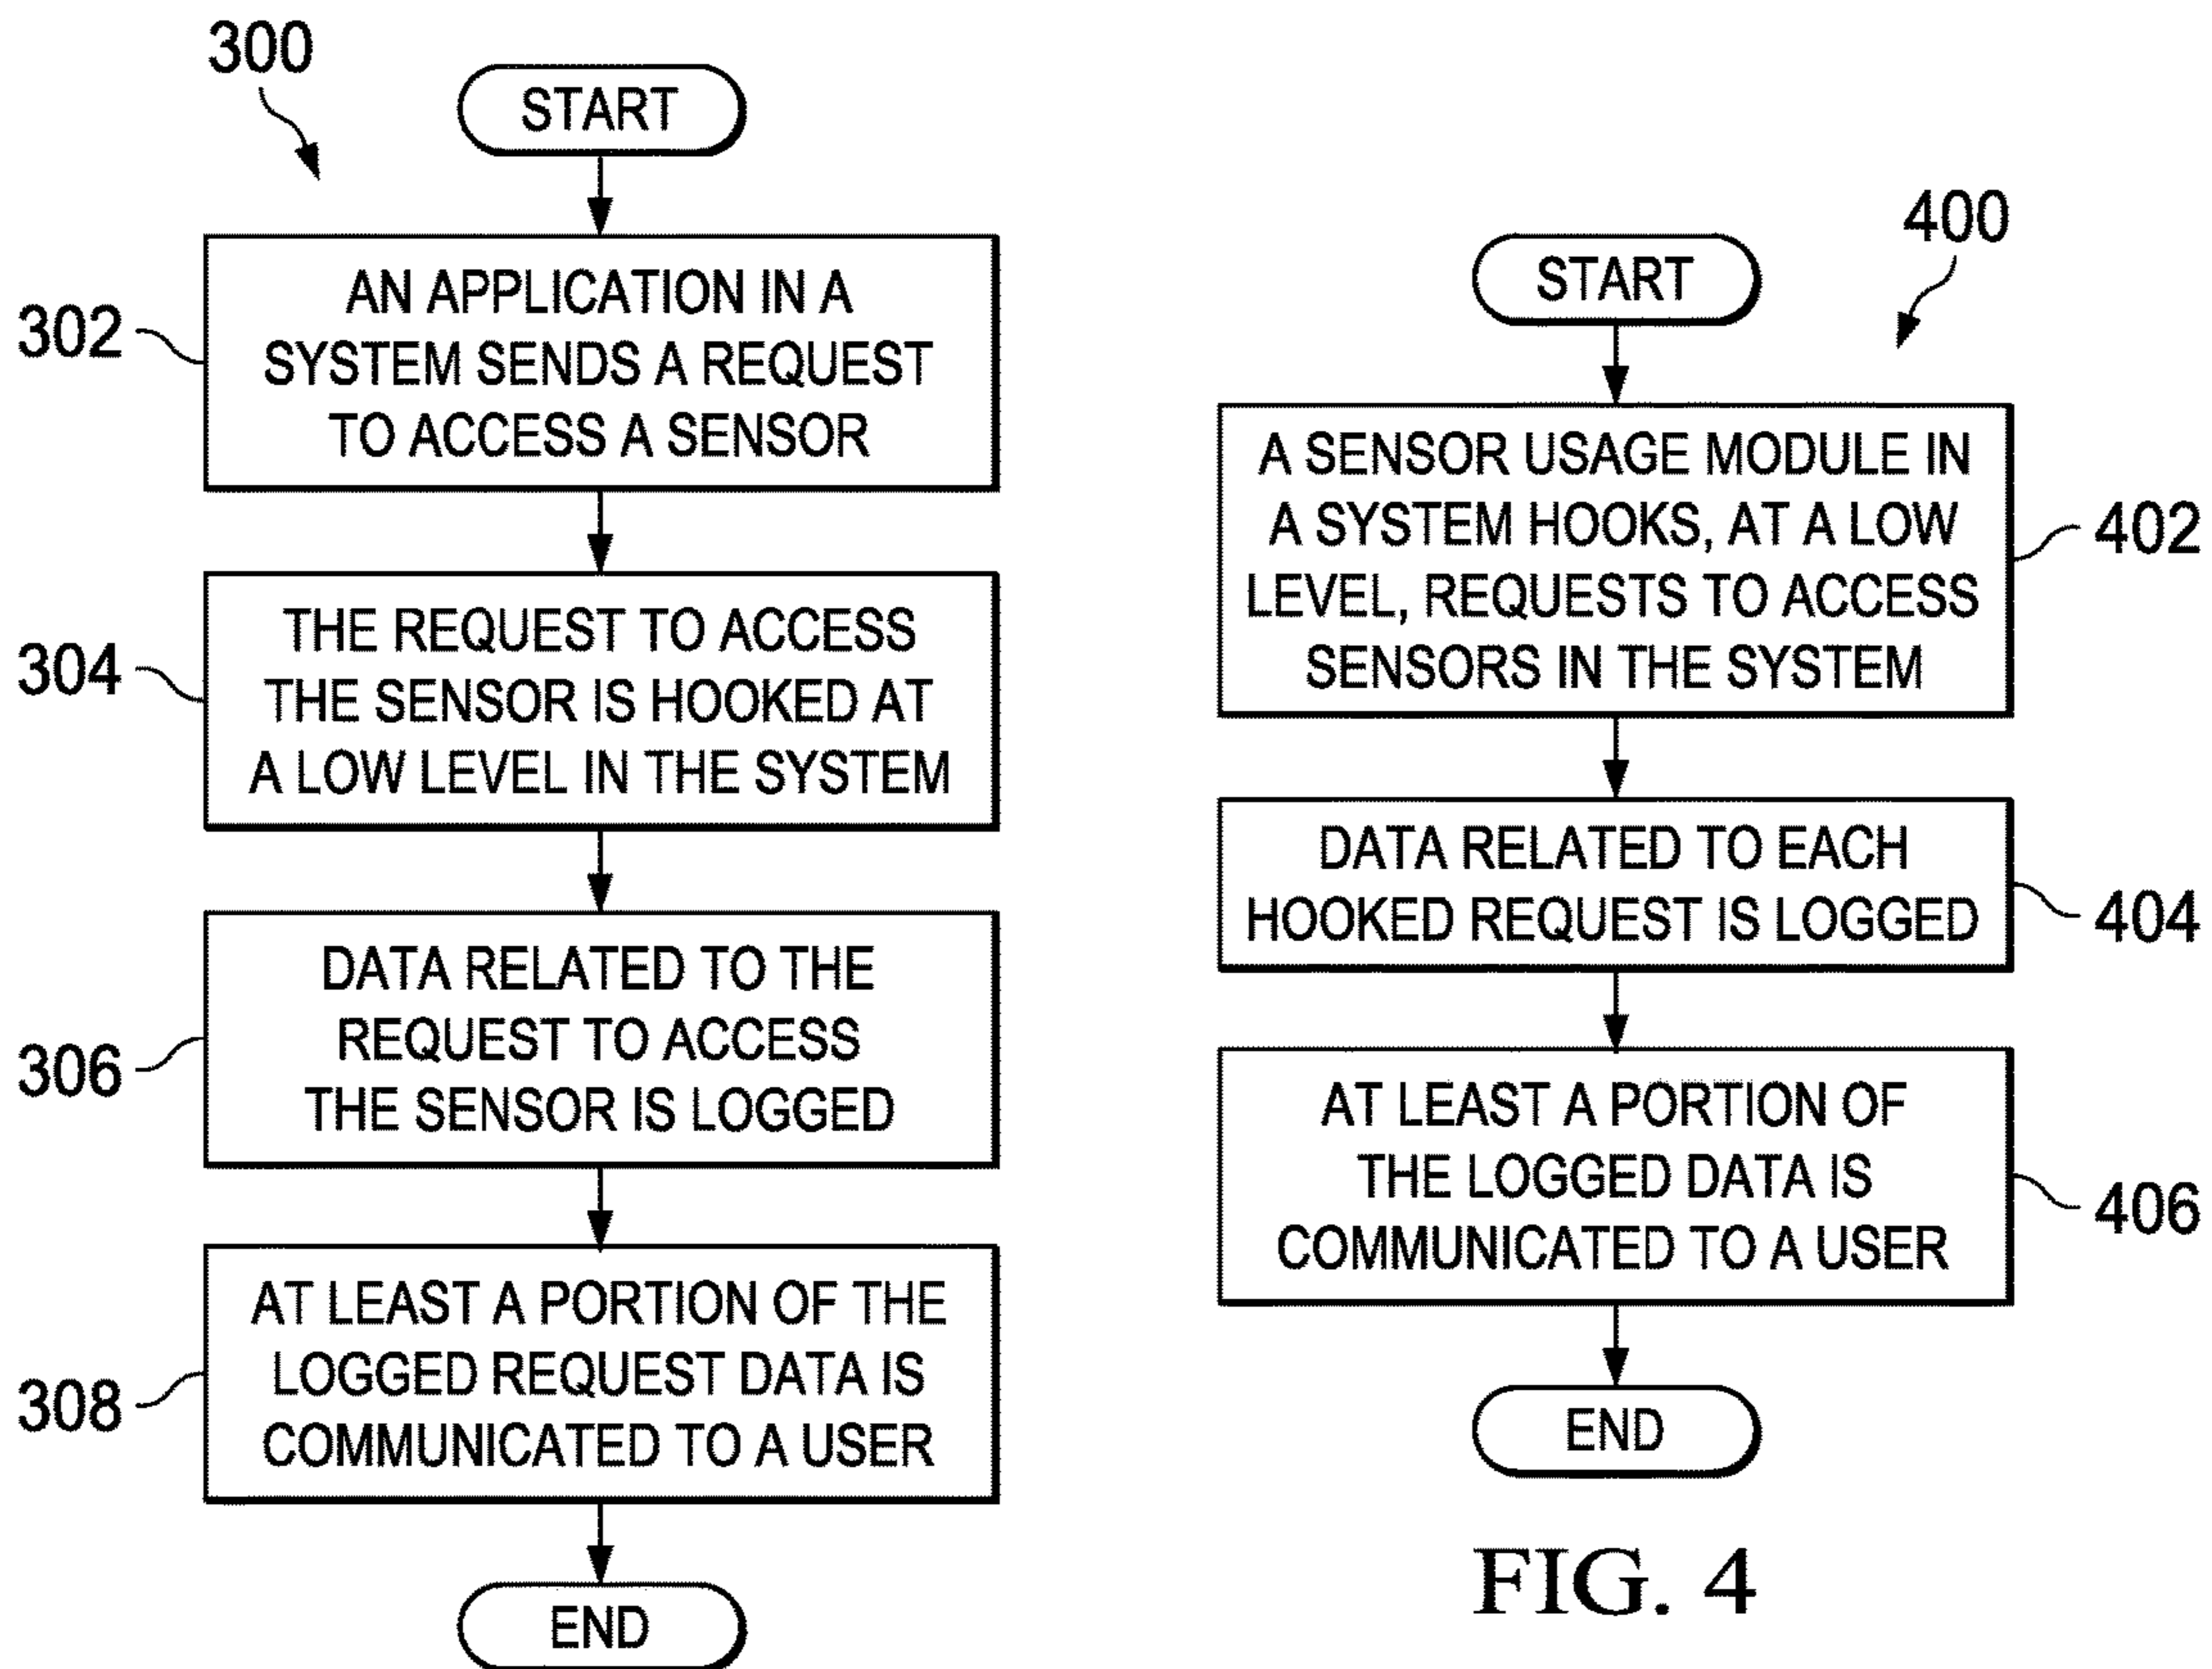 300
START
302
AN APPLICATION IN A
SYSTEM SENDS A REQUEST
TO ACCESS A SENSOR
304
THE REQUEST TO ACCESS
THE SENSOR IS HOOKED AT
A LOW LEVEL IN THE SYSTEM
306
DATA RELATED TO THE
REQUEST TO ACCESS
THE SENSOR IS LOGGED
308
AT LEAST A PORTION OF THE
LOGGED REQUEST DATA IS
COMMUNICATED TO A USER
END
400
START
A SENSOR USAGE MODULE IN
A SYSTEM HOOKS, AT A LOW
LEVEL, REQUESTS TO ACCESS
SENSORS IN THE SYSTEM
402
DATA RELATED TO EACH
HOOKED REQUEST IS LOGGED
404
AT LEAST A PORTION OF
THE LOGGED DATA IS
COMMUNICATED TO A USER
406
END
FIG. 4